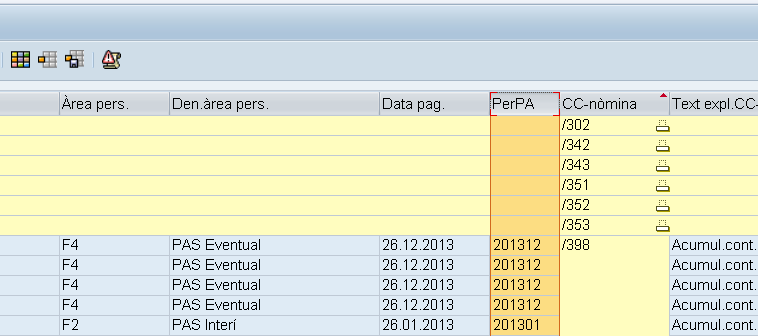 Àrea pers. Den.àrea pers. Data pag. PerPA CC-nòmina Text expl.CC-
/302
/342
/343
/351
/352
/353
F4 PAS Eventual 26.12.2013 201312 /398 Acumul.cont.
F4 PAS Eventual 26.12.2013 201312 Acumul.cont.
F4 PAS Eventual 26.12.2013 201312 Acumul.cont.
F4 PAS Eventual 26.12.2013 201312 Acumul.cont.
F2 PAS Interí 26.01.2013 201301 Acumul.cont.